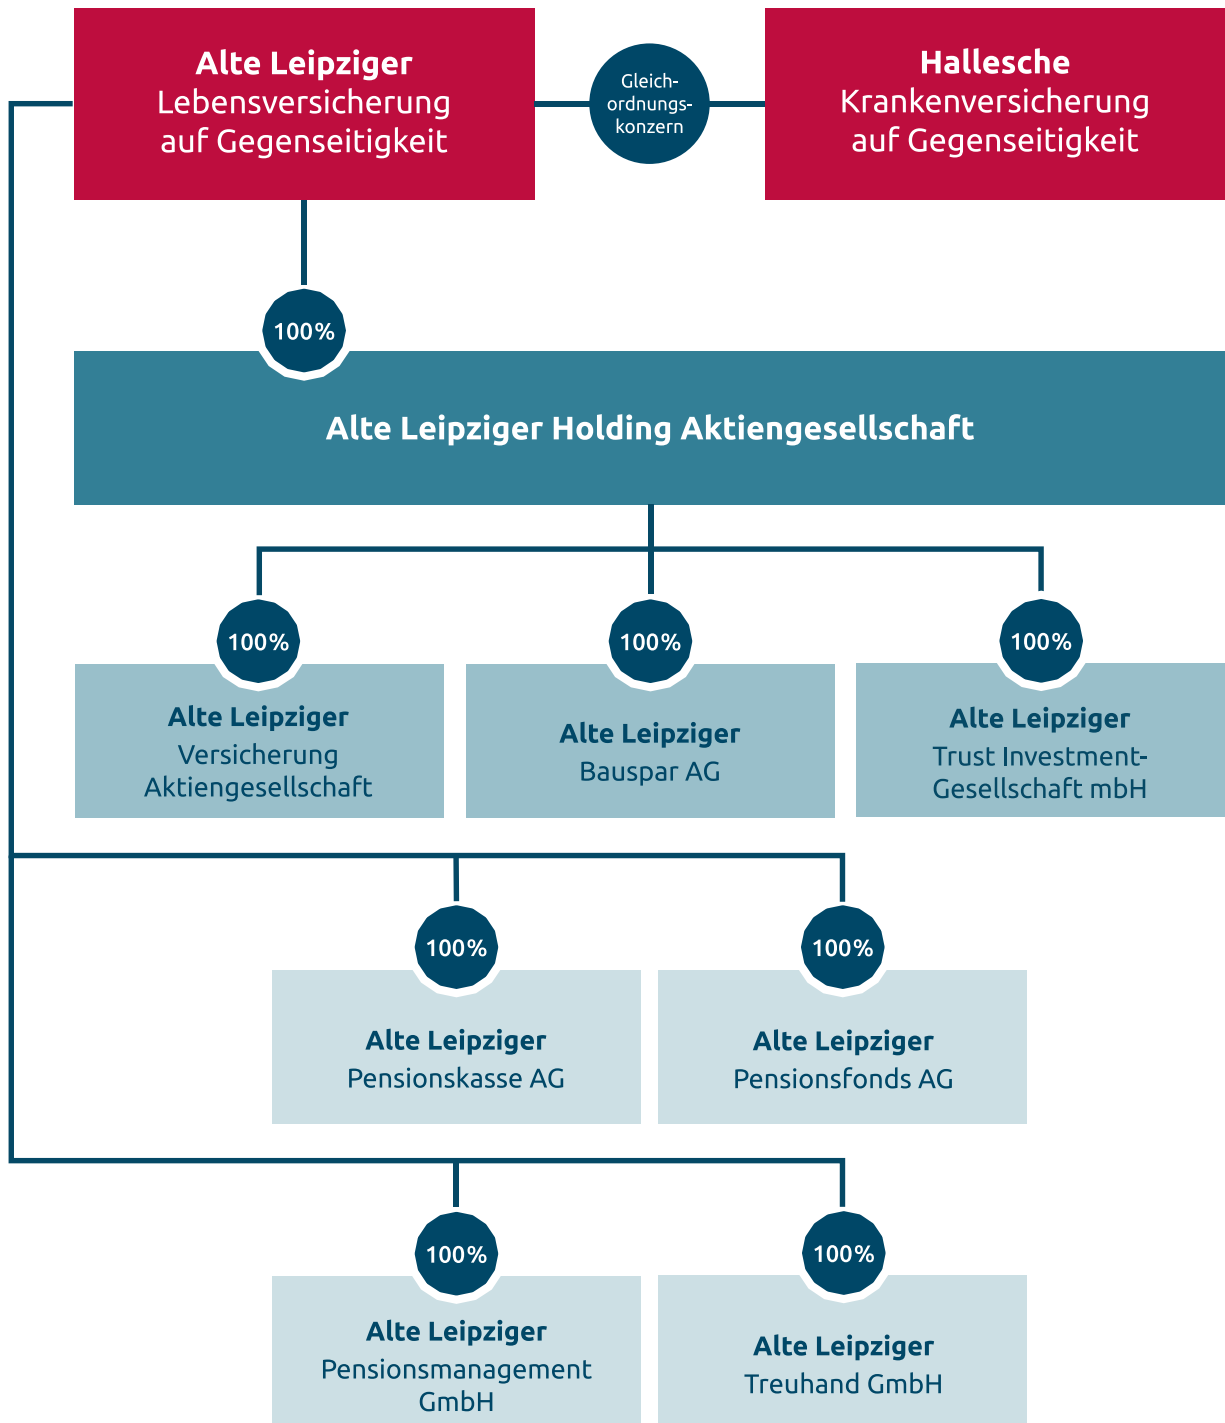 Alte Leipziger
Lebensversicherung
auf Gegenseitigkeit
Gleich-
ordnungs-
konzern
Hallesche
Krankenversicherung
auf Gegenseitigkeit
100%
Alte Leipziger Holding Aktiengesellschaft
100%
Alte Leipziger
Versicherung
Aktiengesellschaft
100%
Alte Leipziger
Bauspar AG
100%
Alte Leipziger
Trust Investment-
Gesellschaft mbH
100%
Alte Leipziger
Pensionskasse AG
100%
Alte Leipziger
Pensionsfonds AG
100%
Alte Leipziger
Pensionsmanagement
GmbH
100%
Alte Leipziger
Treuhand GmbH